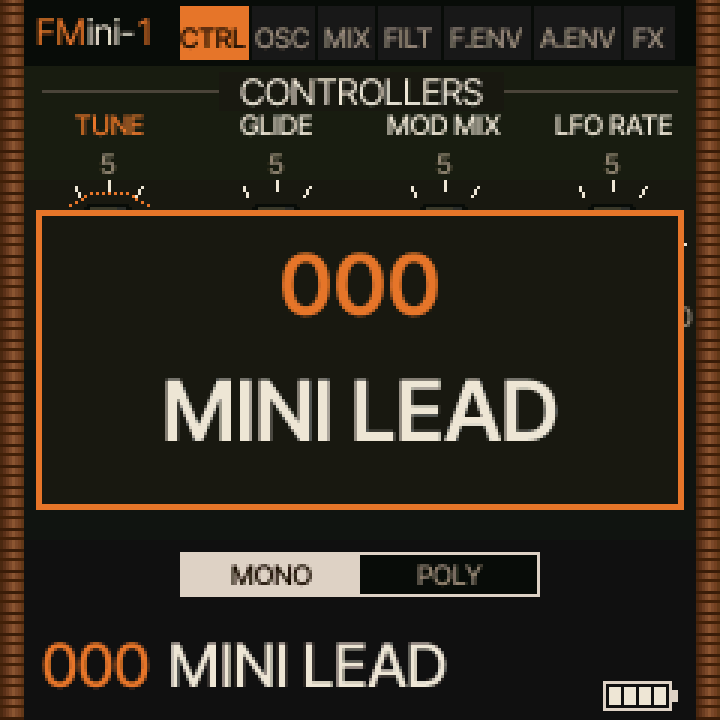 FMini-1 CTRL OSC MIX FILT F.ENV A.ENV FX
CONTROLLERS
TUNE GLIDE MOD MIX LFO RATE
5 5 5 5
000
MINI LEAD
MONO POLY
000 MINI LEAD